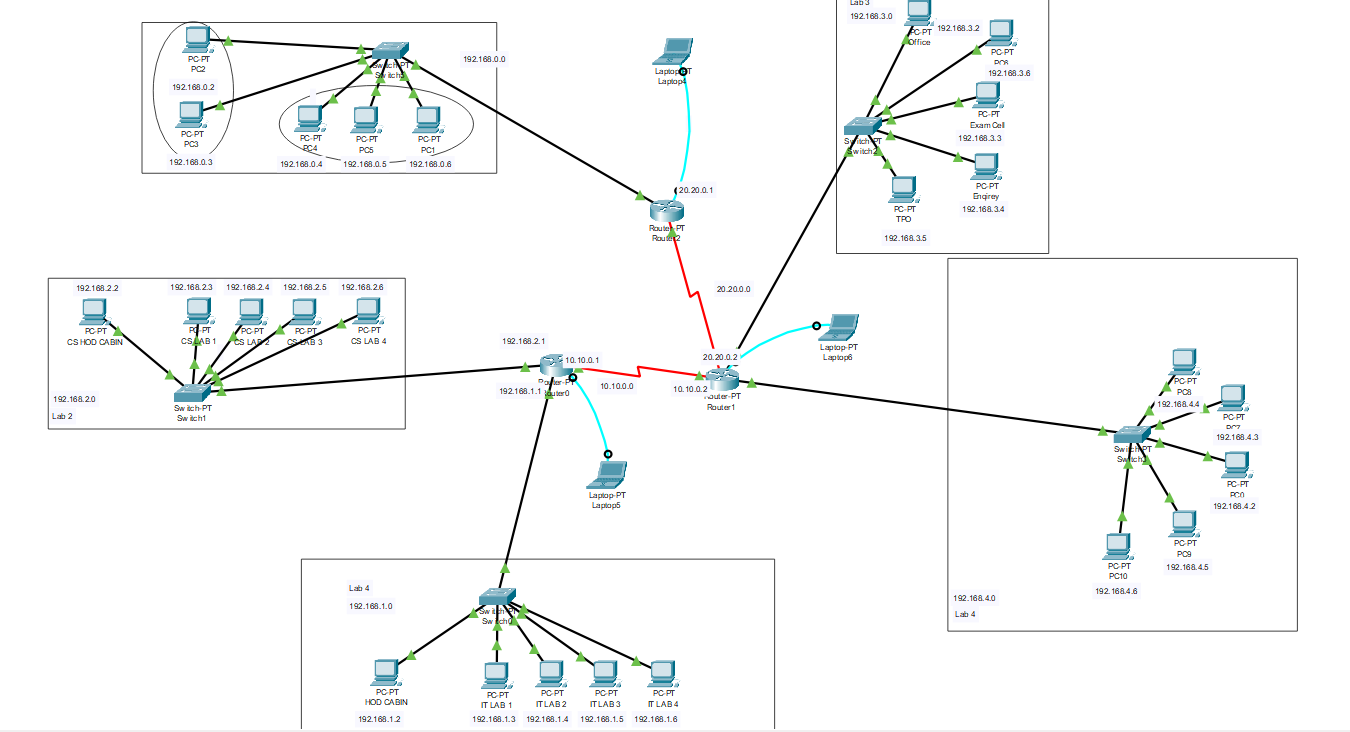 PC-PT
PC2
192.168.0.2
PC-PT
PC3
192.168.0.3
Switch-PT
PC-PT
PC4
192.168.0.4
PC-PT
PC5
192.168.0.5
PC-PT
PC1
192.168.0.6
192.168.0.0
Laptop-PT
Laptop4
20.20.0.1
Router-PT
Router2
20.20.0.0
Lab 3
192.168.3.0
PC-PT
Office
192.168.3.2
PC-PT
192.168.3.6
PC-PT
Exam Cell
192.168.3.3
Switch-PT
PC-PT
Enqirey
192.168.3.4
PC-PT
TPO
192.168.3.5
192.168.2.2
192.168.2.3
192.168.2.4
192.168.2.5
192.168.2.6
PC-PT
CS HOD CABIN
PC-PT
CS LAB 1
PC-PT
CS LAB 2
PC-PT
CS LAB 3
PC-PT
CS LAB 4
192.168.2.0
Lab 2
Switch-PT
Switch1
192.168.2.1
10.10.0.1
192.168.1.1
Router-PT
Router0
10.10.0.0
20.20.0.2
10.10.0.2
Router-PT
Router1
Laptop-PT
Laptop6
Laptop-PT
Laptop5
PC-PT
PC8
192.168.4.4
PC-PT
PC7
192.168.4.3
Switch-PT
PC-PT
PC0
192.168.4.2
PC-PT
PC9
192.168.4.5
PC-PT
PC10
192.168.4.6
192.168.4.0
Lab 4
Lab 4
192.168.1.0
Switch-PT
Switch0
PC-PT
HOD CABIN
192.168.1.2
PC-PT
IT LAB 1
192.168.1.3
PC-PT
IT LAB 2
192.168.1.4
PC-PT
IT LAB 3
192.168.1.5
PC-PT
IT LAB 4
192.168.1.6